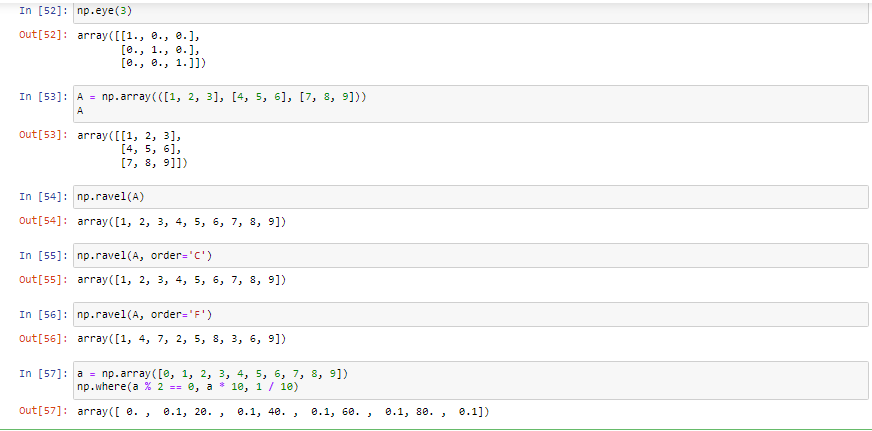 In [52]: np.eye(3)
Out[52]: array([[1., 0., 0.],
[0., 1., 0.],
[0., 0., 1.]])
In [53]: A = np.array(([1, 2, 3], [4, 5, 6], [7, 8, 9]))
A
Out[53]: array([[1, 2, 3],
[4, 5, 6],
[7, 8, 9]])
In [54]: np.ravel(A)
Out[54]: array([1, 2, 3, 4, 5, 6, 7, 8, 9])
In [55]: np.ravel(A, order='C')
Out[55]: array([1, 2, 3, 4, 5, 6, 7, 8, 9])
In [56]: np.ravel(A, order='F')
Out[56]: array([1, 4, 7, 2, 5, 8, 3, 6, 9])
In [57]: a = np.array([0, 1, 2, 3, 4, 5, 6, 7, 8, 9])
np.where(a % 2 == 0, a * 10, 1 / 10)
Out[57]: array([ 0. ,  0.1, 20. ,  0.1, 40. ,  0.1, 60. ,  0.1, 80. ,  0.1])